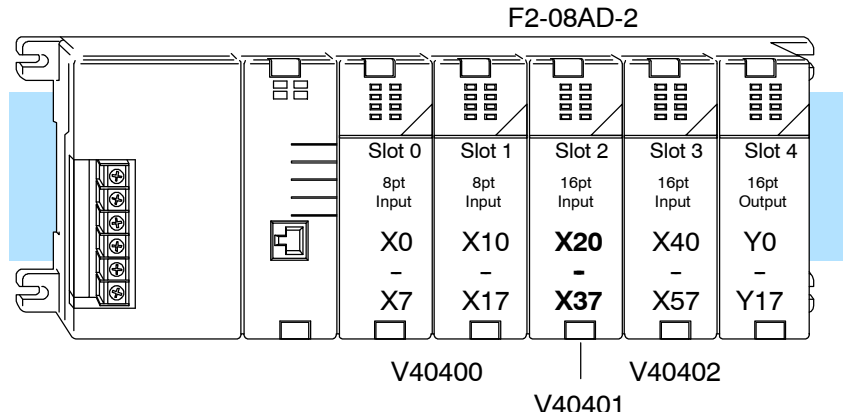 F2-08AD-2
Slot 0 Slot 1 Slot 2 Slot 3 Slot 4
8pt 8pt 16pt 16pt 16pt
Input Input Input Input Output
X0 X10 X20 X40 Y0
- - - - -
X7 X17 X37 X57 Y17
V40400 V40402
V40401